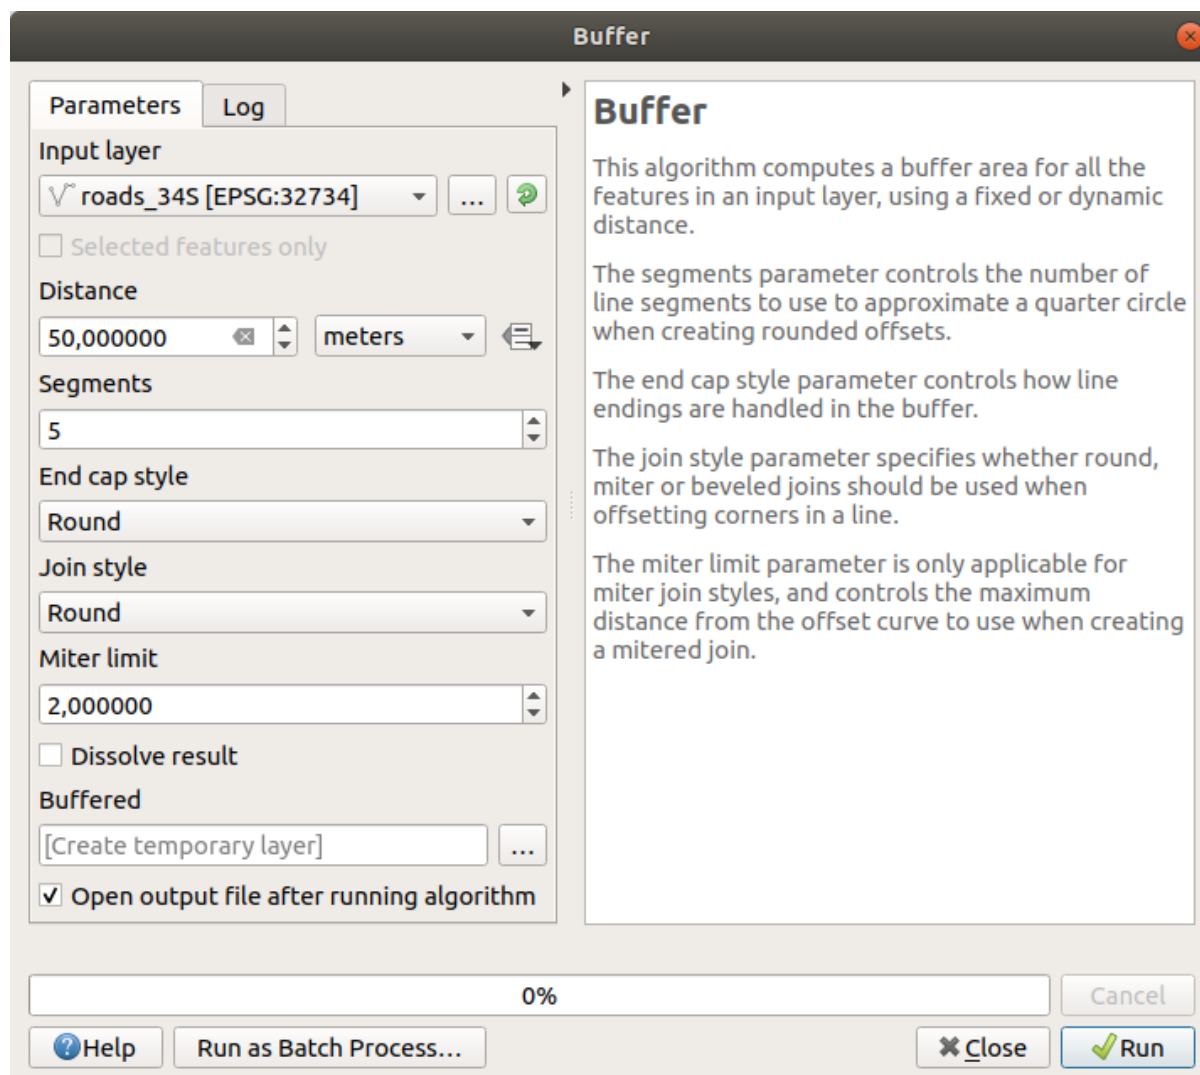 Buffer
Parameters
Log
Input layer
roads_34S [EPSG:32734]
...
Selected features only
Distance
50,000000
meters
Segments
5
End cap style
Round
Join style
Round
Miter limit
2,000000
Dissolve result
Buffered
[Create temporary layer]
...
Open output file after running algorithm
Buffer
This algorithm computes a buffer area for all the
features in an input layer, using a fixed or dynamic
distance.
The segments parameter controls the number of
line segments to use to approximate a quarter circle
when creating rounded offsets.
The end cap style parameter controls how line
endings are handled in the buffer.
The join style parameter specifies whether round,
miter or beveled joins should be used when
offsetting corners in a line.
The miter limit parameter is only applicable for
miter join styles, and controls the maximum
distance from the offset curve to use when creating
a mitered join.
0%
Cancel
Help
Run as Batch Process...
Close
Run